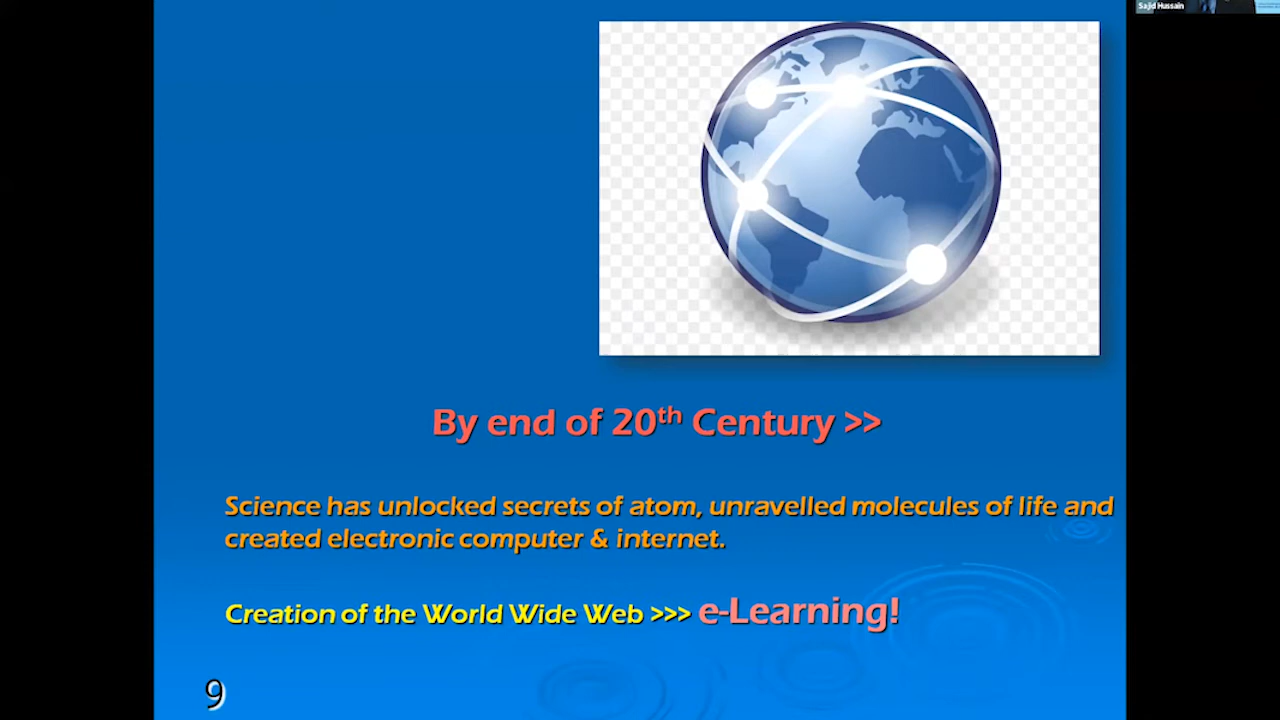 Sajid Hussain
By end of 20th Century >>
Science has unlocked secrets of atom, unravelled molecules of life and
created electronic computer & internet.
Creation of the World Wide Web >>> e-Learning!
9